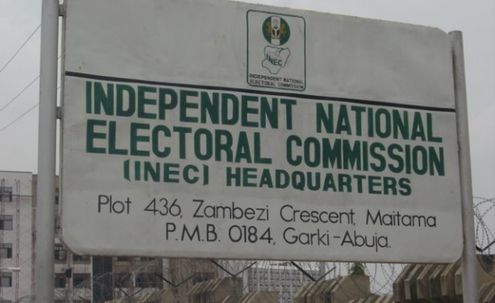 INEC
INDEPENDENT NATIONAL
ELECTORAL COMMISSION
INDEPENDENT NATIONAL
ELECTORAL COMMISSION
(INEC) HEADQUARTERS
Plot 436, Zambezi Crescent, Maitama
P.M.B. 0184, Garki-Abuja.